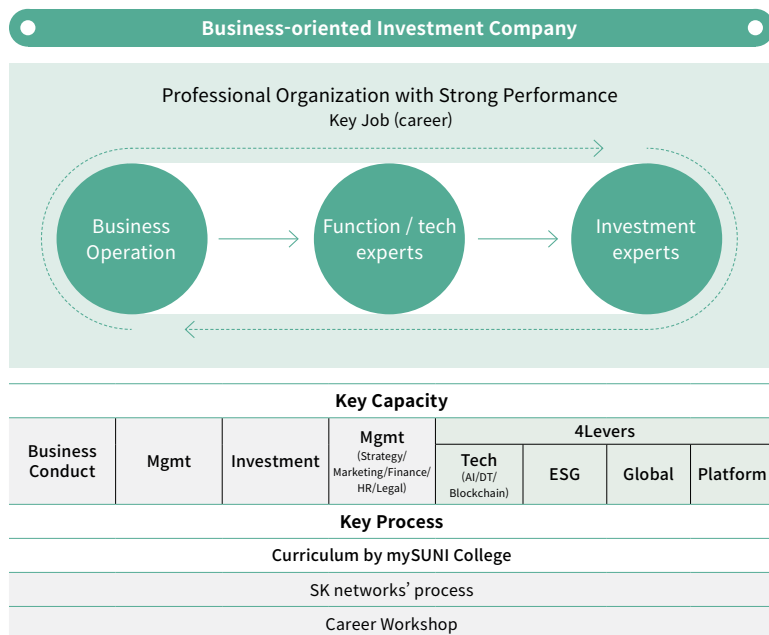 Business-oriented Investment Company
Professional Organization with Strong Performance
Key Job (career)
Business
Operation
Function / tech
experts
Investment
experts
Key Capacity
Business
Conduct
Mgmt
Investment
Mgmt
(Strategy/
Marketing/Finance/
HR/Legal)
4Levers
Tech
(AI/DT/
Blockchain)
ESG
Global
Platform
Key Process
Curriculum by mySUNI College
SK networks’ process
Career Workshop